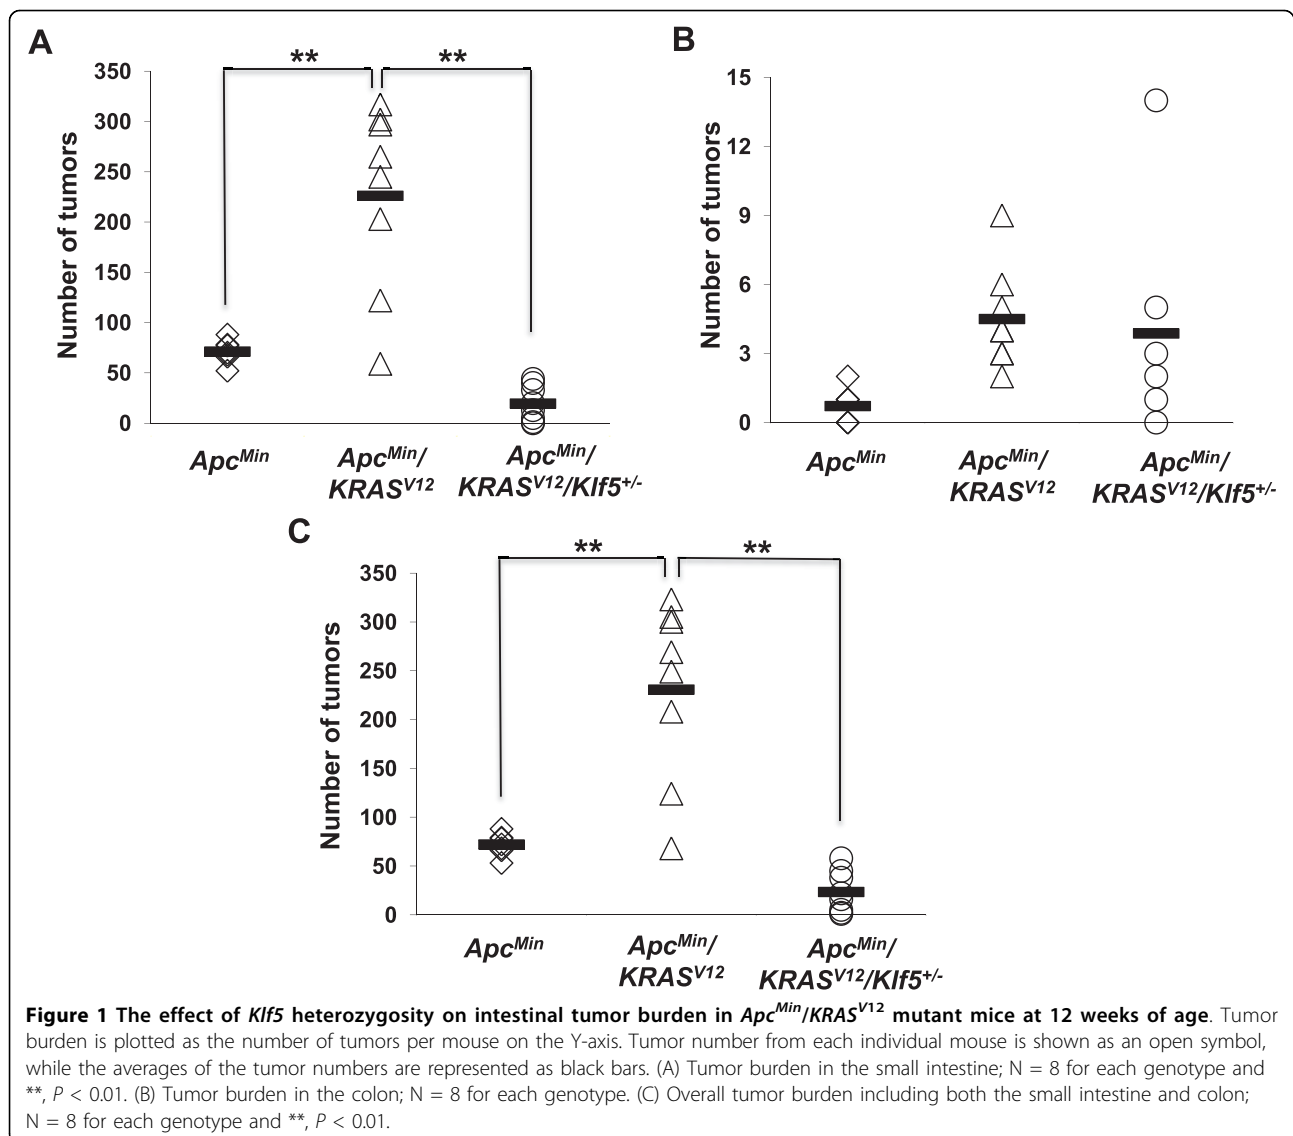 A
** **
350
300
250
200
150
100
50
0
Number of tumors
Apc^Min
Apc^Min/
KRAS^V12
Apc^Min/
KRAS^V12/Klf5^+/-
B
15
12
9
6
3
0
Number of tumors
Apc^Min
Apc^Min/
KRAS^V12
Apc^Min/
KRAS^V12/Klf5^+/-
C
** **
350
300
250
200
150
100
50
0
Number of tumors
Apc^Min
Apc^Min/
KRAS^V12
Apc^Min/
KRAS^V12/Klf5^+/-
Figure 1 The effect of Klf5 heterozygosity on intestinal tumor burden in Apc^Min/KRAS^V12 mutant mice at 12 weeks of age. Tumor
burden is plotted as the number of tumors per mouse on the Y-axis. Tumor number from each individual mouse is shown as an open symbol,
while the averages of the tumor numbers are represented as black bars. (A) Tumor burden in the small intestine; N = 8 for each genotype and
**, P < 0.01. (B) Tumor burden in the colon; N = 8 for each genotype. (C) Overall tumor burden including both the small intestine and colon;
N = 8 for each genotype and **, P < 0.01.